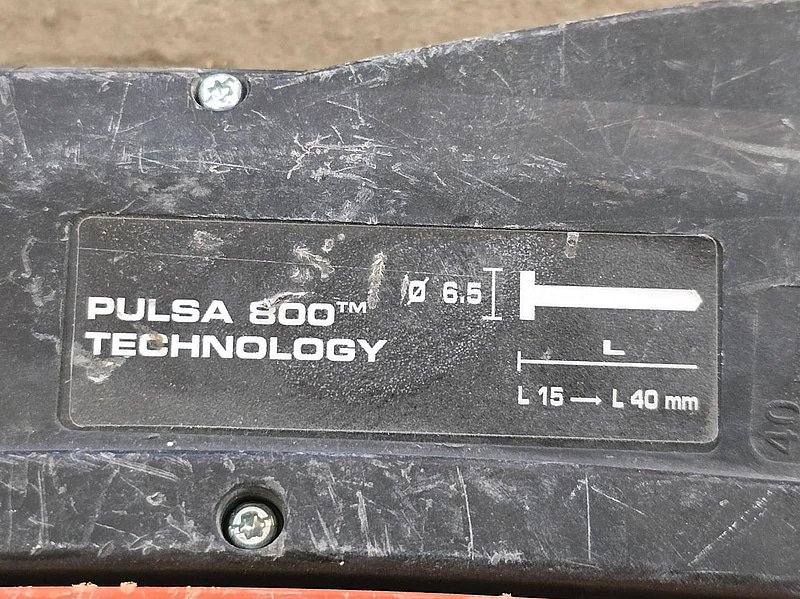 PULSA 800™
TECHNOLOGY
Ø 6.5
L
L 15 → L 40 mm
40